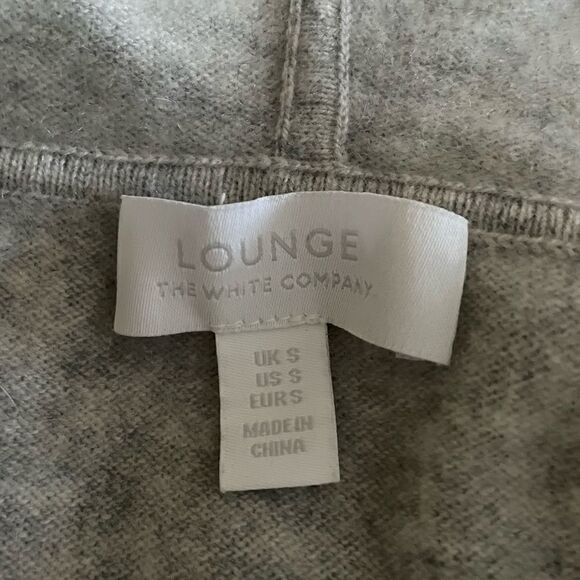 LOUNGE
THE WHITE COMPANY
UK S
US S
EUR S
MADE IN
CHINA